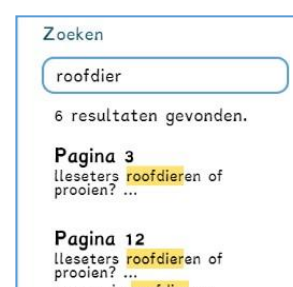 Zoeken
roofdier
6 resultaten gevonden.
Pagina 3
lleseters roofdieren of
prooien? ...
Pagina 12
lleseters roofdieren of
prooien? ...